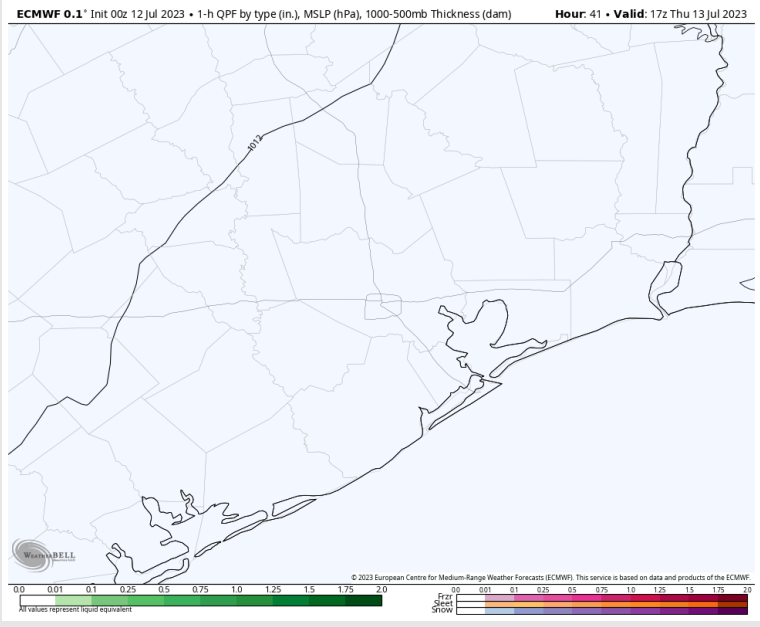 ECMWF 0.1° Init 00z 12 Jul 2023 • 1-h QPF by type (in.), MSLP (hPa), 1000-500mb Thickness (dam) Hour: 41 • Valid: 17z Thu 13 Jul 2023
1012
WEATHERBELL
© 2023 European Centre for Medium-Range Weather Forecasts (ECMWF). This service is based on data and products of the ECMWF.
0.0 0.01 0.1 0.25 0.5 0.75 1.0 1.25 1.5 1.75 2.0
All values represent liquid equivalent
0.0 0.01 0.1 0.25 0.5 0.75 1.0 1.25 1.5 1.75 2.0
Frzr
Sleet
Snow